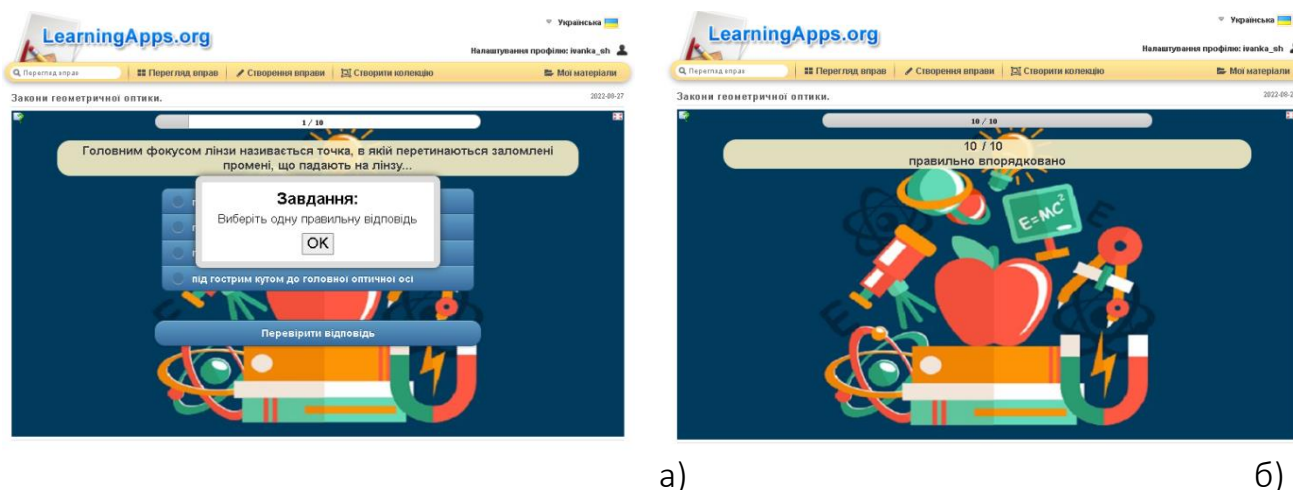 Українська
LearningApps.org
Налаштування профілю: ivanka_sh
Перегляд вправ
Перегляд вправ
Створення вправи
Створити колекцію
Мої матеріали
Закони геометричної оптики.
2022-08-27
1 / 10
Головним фокусом лінзи називається точка, в якій перетинаються заломлені
промені, що падають на лінзу...
Завдання:
Виберіть одну правильну відповідь
OK
під гострим кутом до головної оптичної осі
Перевірити відповідь
а)
Українська
LearningApps.org
Налаштування профілю: ivanka_sh
Перегляд вправ
Перегляд вправ
Створення вправи
Створити колекцію
Мої матеріали
Закони геометричної оптики.
10 / 10
10 / 10
правильно впорядковано
E=MC²
б)